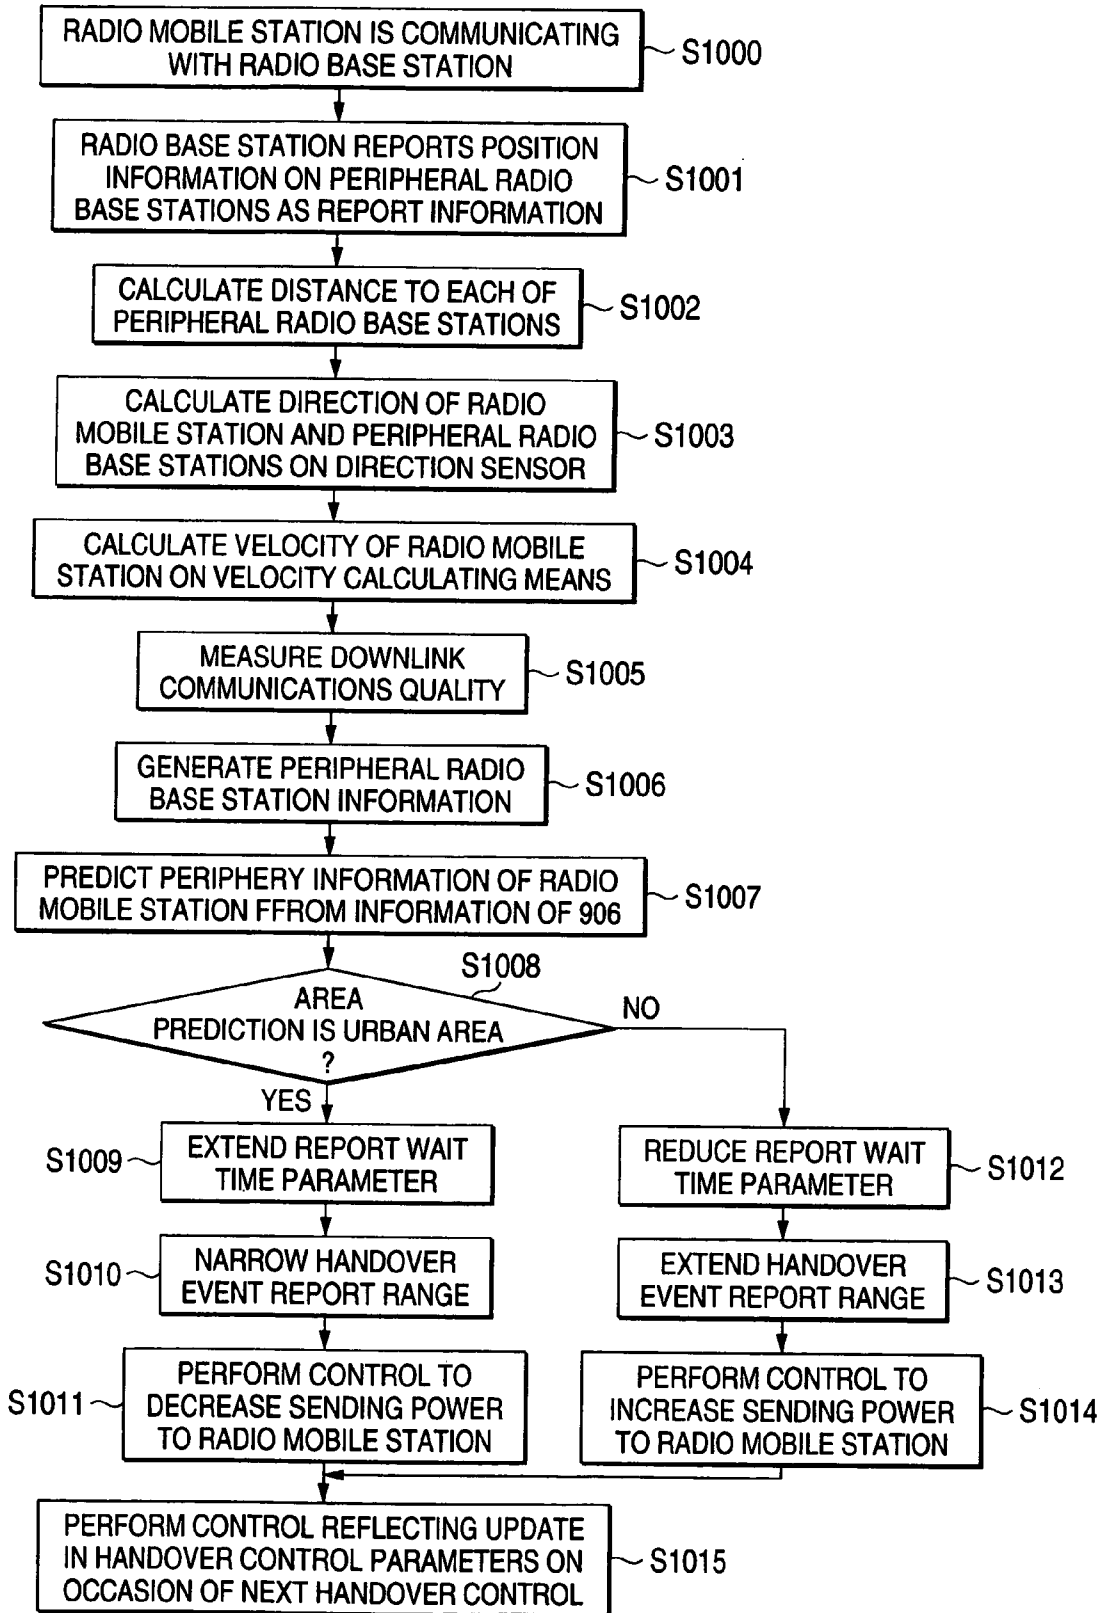 RADIO MOBILE STATION IS COMMUNICATING
WITH RADIO BASE STATION
S1000
RADIO BASE STATION REPORTS POSITION
INFORMATION ON PERIPHERAL RADIO
BASE STATIONS AS REPORT INFORMATION
S1001
CALCULATE DISTANCE TO EACH OF
PERIPHERAL RADIO BASE STATIONS
S1002
CALCULATE DIRECTION OF RADIO
MOBILE STATION AND PERIPHERAL RADIO
BASE STATIONS ON DIRECTION SENSOR
S1003
CALCULATE VELOCITY OF RADIO MOBILE
STATION ON VELOCITY CALCULATING MEANS
S1004
MEASURE DOWNLINK
COMMUNICATIONS QUALITY
S1005
GENERATE PERIPHERAL RADIO
BASE STATION INFORMATION
S1006
PREDICT PERIPHERY INFORMATION OF RADIO
MOBILE STATION FFROM INFORMATION OF 906
S1007
S1008
AREA
PREDICTION IS URBAN AREA
?
NO
YES
S1009
EXTEND REPORT WAIT
TIME PARAMETER
REDUCE REPORT WAIT
TIME PARAMETER
S1012
S1010
NARROW HANDOVER
EVENT REPORT RANGE
EXTEND HANDOVER
EVENT REPORT RANGE
S1013
S1011
PERFORM CONTROL TO
DECREASE SENDING POWER
TO RADIO MOBILE STATION
PERFORM CONTROL TO
INCREASE SENDING POWER
TO RADIO MOBILE STATION
S1014
PERFORM CONTROL REFLECTING UPDATE
IN HANDOVER CONTROL PARAMETERS ON
OCCASION OF NEXT HANDOVER CONTROL
S1015